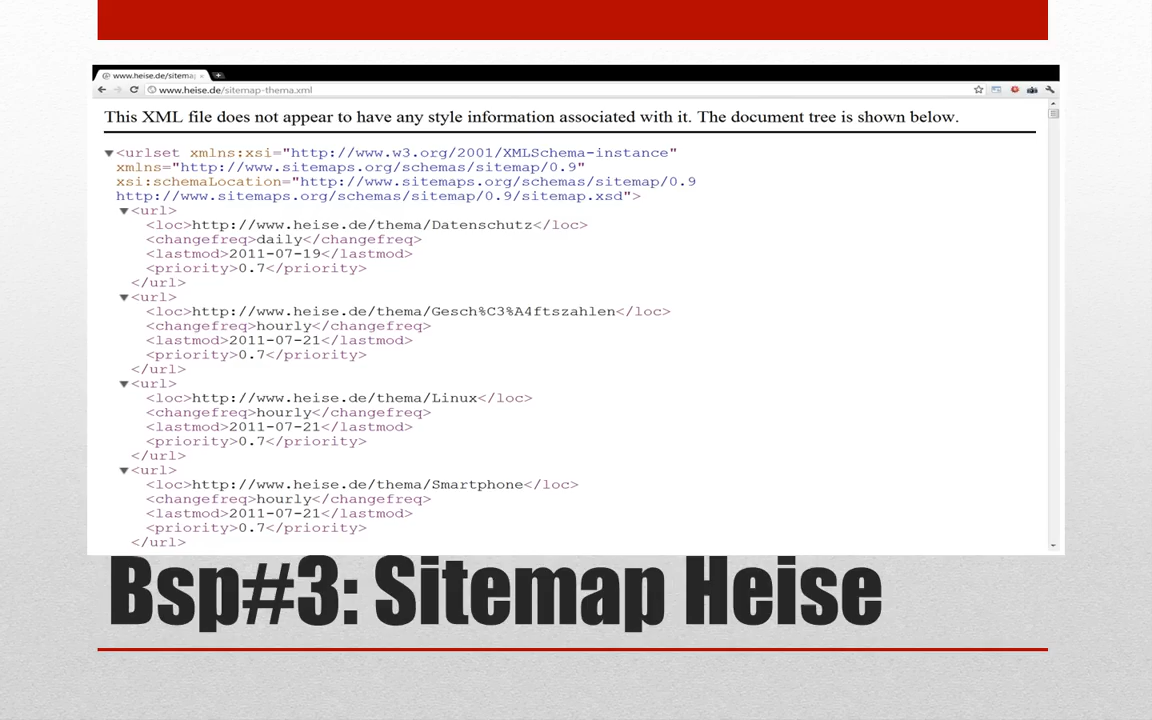 www.heise.de/sitema
www.heise.de/sitemap-thema.xml
This XML file does not appear to have any style information associated with it. The document tree is shown below.
<urlset xmlns:xsi="http://www.w3.org/2001/XMLSchema-instance"
xmlns="http://www.sitemaps.org/schemas/sitemap/0.9"
xsi:schemaLocation="http://www.sitemaps.org/schemas/sitemap/0.9
http://www.sitemaps.org/schemas/sitemap/0.9/sitemap.xsd">
<url>
<loc>http://www.heise.de/thema/Datenschutz</loc>
<changefreq>daily</changefreq>
<lastmod>2011-07-19</lastmod>
<priority>0.7</priority>
</url>
<url>
<loc>http://www.heise.de/thema/Gesch%C3%A4ftszahlen</loc>
<changefreq>hourly</changefreq>
<lastmod>2011-07-21</lastmod>
<priority>0.7</priority>
</url>
<url>
<loc>http://www.heise.de/thema/Linux</loc>
<changefreq>hourly</changefreq>
<lastmod>2011-07-21</lastmod>
<priority>0.7</priority>
</url>
<url>
<loc>http://www.heise.de/thema/Smartphone</loc>
<changefreq>hourly</changefreq>
<lastmod>2011-07-21</lastmod>
<priority>0.7</priority>
</url>
Bsp#3: Sitemap Heise